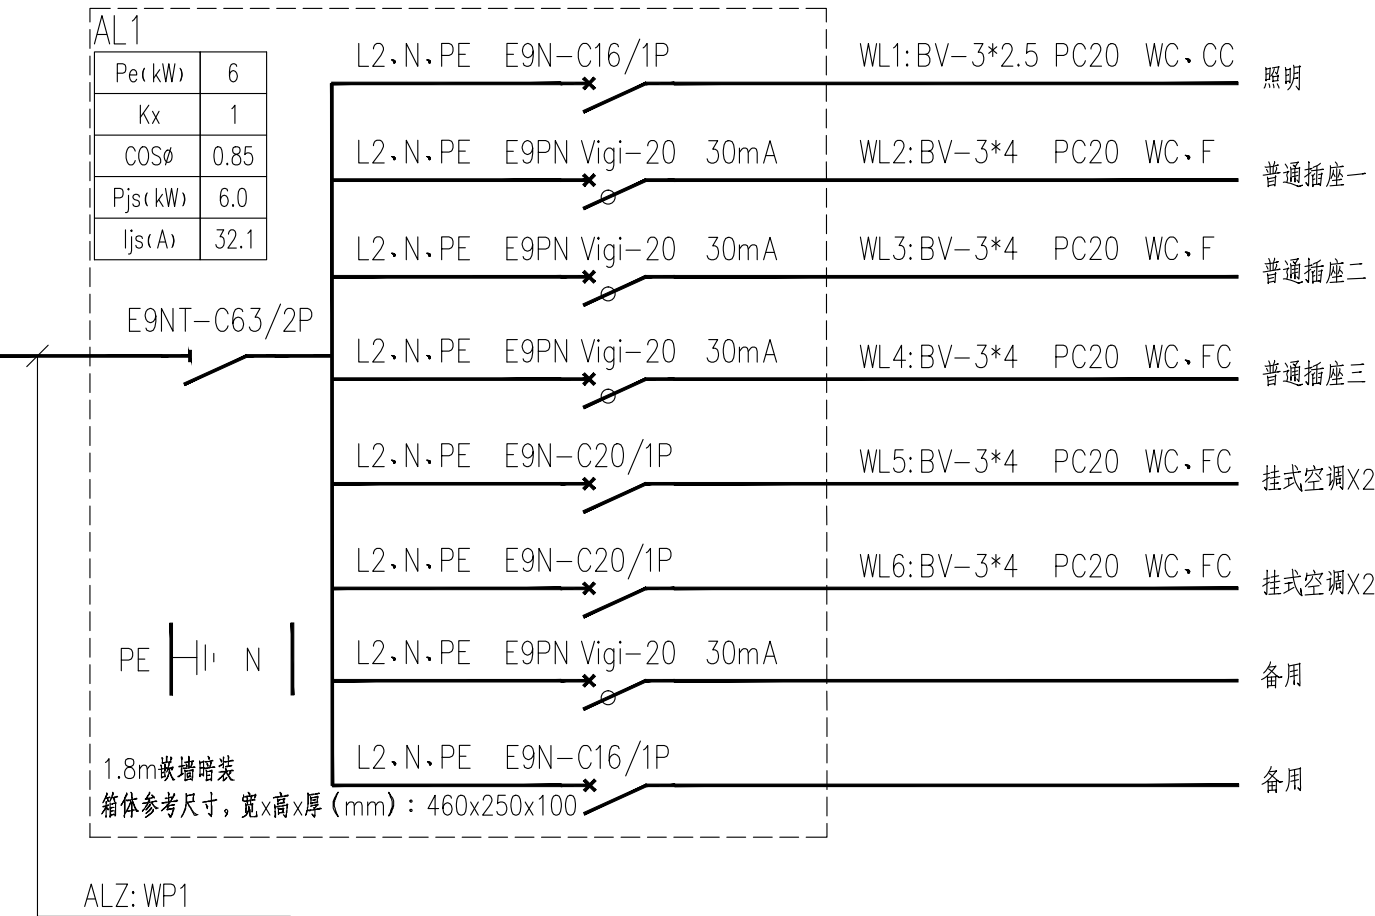 AL1
Pe(kW) 6
Kx 1
COSø 0.85
Pjs(kW) 6.0
Ijs(A) 32.1
E9NT-C63/2P
L2、N、PE E9N-C16/1P WL1:BV-3*2.5 PC20 WC、CC 照明
L2、N、PE E9PN Vigi-20 30mA WL2:BV-3*4 PC20 WC、F 普通插座一
L2、N、PE E9PN Vigi-20 30mA WL3:BV-3*4 PC20 WC、F 普通插座二
L2、N、PE E9PN Vigi-20 30mA WL4:BV-3*4 PC20 WC、FC 普通插座三
L2、N、PE E9N-C20/1P WL5:BV-3*4 PC20 WC、FC 挂式空调X2
L2、N、PE E9N-C20/1P WL6:BV-3*4 PC20 WC、FC 挂式空调X2
L2、N、PE E9PN Vigi-20 30mA 备用
L2、N、PE E9N-C16/1P 备用
PE N
1.8m嵌墙暗装
箱体参考尺寸，宽x高x厚（mm）：460x250x100
ALZ:WP1